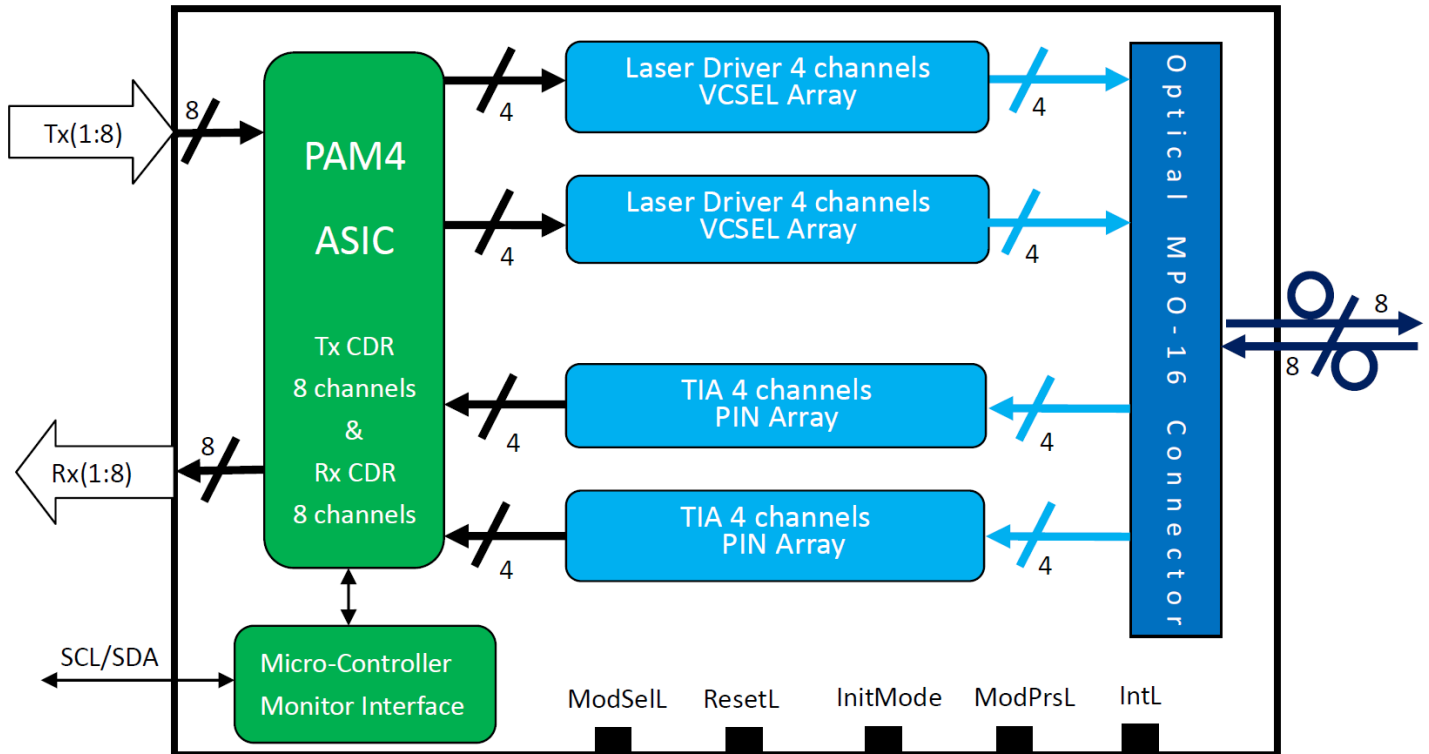 Tx(1:8)
8
PAM4
ASIC
Tx CDR
8 channels
&
Rx CDR
8 channels
Rx(1:8)
8
4
Laser Driver 4 channels
VCSEL Array
4
4
Laser Driver 4 channels
VCSEL Array
4
4
TIA 4 channels
PIN Array
4
4
TIA 4 channels
PIN Array
4
Optical MPO-16 Connector
8
8
SCL/SDA
Micro-Controller
Monitor Interface
ModSelL
ResetL
InitMode
ModPrsL
IntL